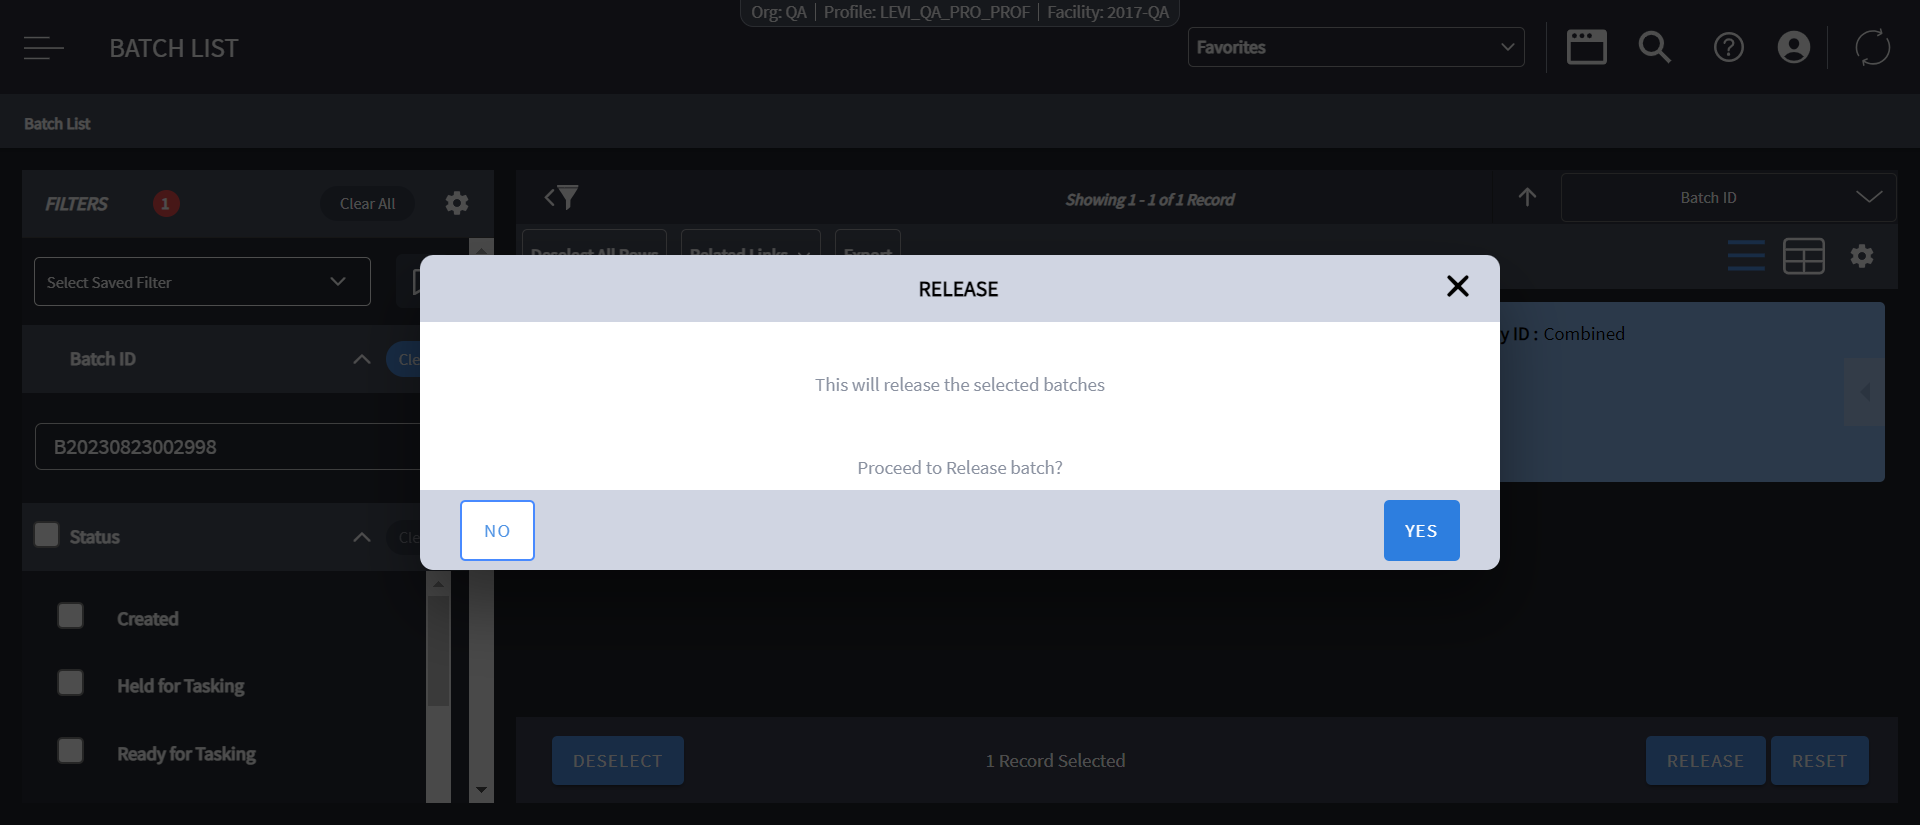 Org: QA | Profile: LEVI_QA_PRO_PROF | Facility: 2017-QA
BATCH LIST
Favorites
Batch List
FILTERS
1
Clear All
Showing 1 - 1 of 1 Record
Batch ID
Deselect All Rows
Related Links
Export
Select Saved Filter
RELEASE
y ID : Combined
Batch ID
Cle
This will release the selected batches
B20230823002998
Proceed to Release batch?
NO
YES
Status
Cle
Created
Held for Tasking
Ready for Tasking
DESELECT
1 Record Selected
RELEASE
RESET